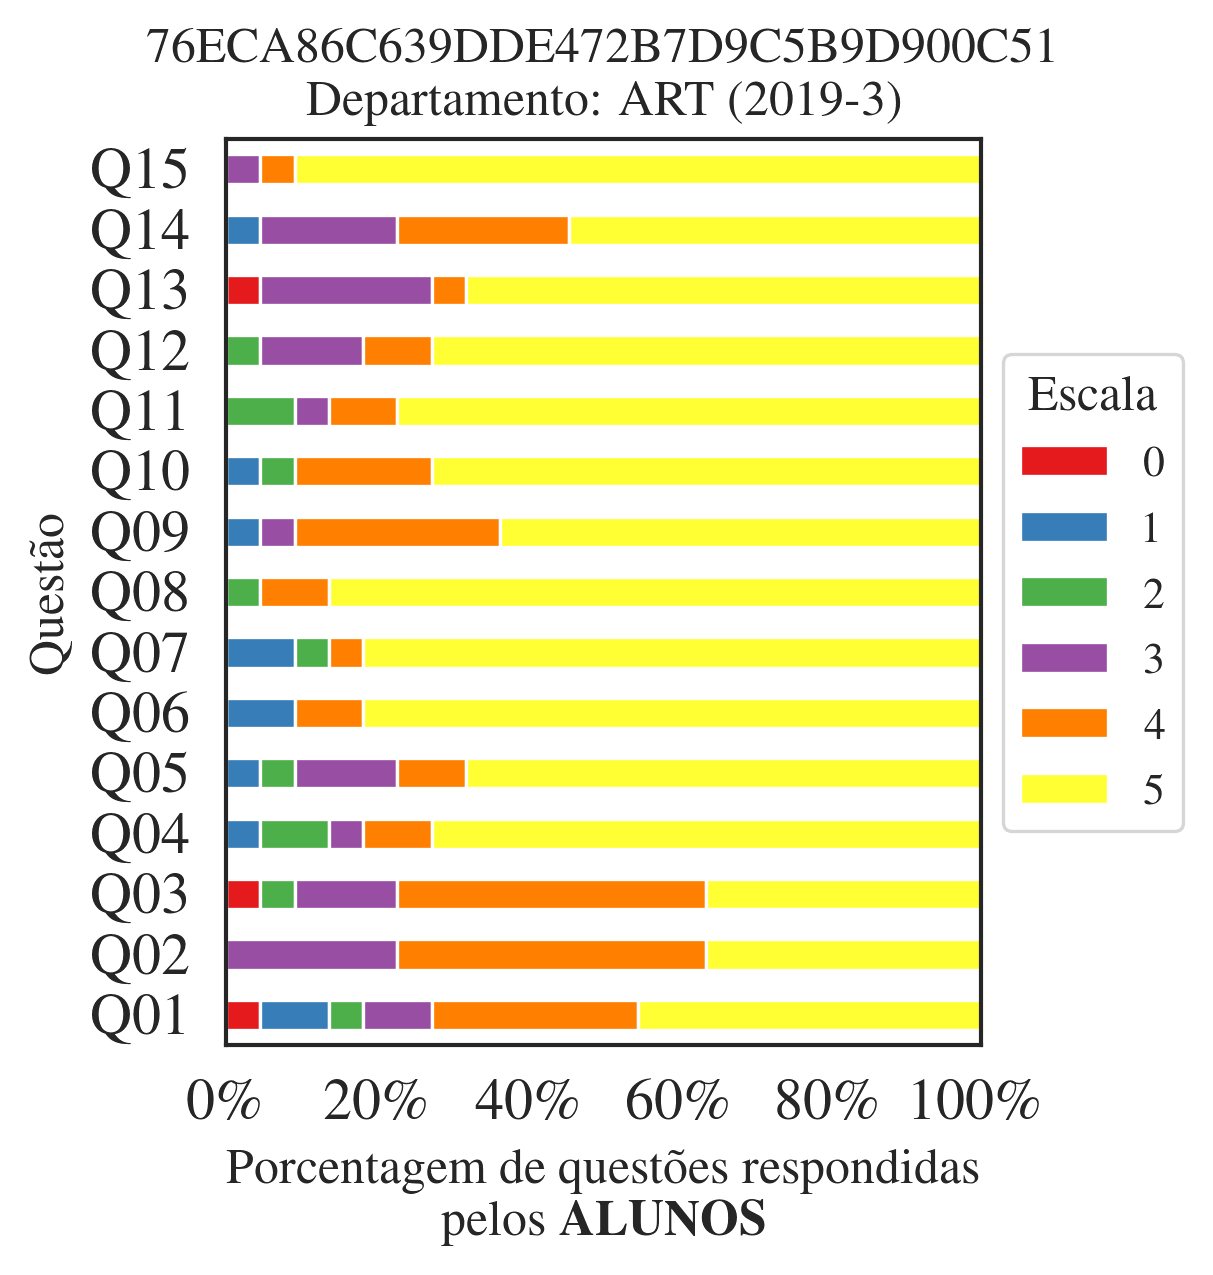 76ECA86C639DDE472B7D9C5B9D900C51
Departamento: ART (2019-3)
Q15
Q14
Q13
Q12
Q11
Q10
Q09
Q08
Q07
Q06
Q05
Q04
Q03
Q02
Q01
Questão
0% 20% 40% 60% 80% 100%
Porcentagem de questões respondidas
pelos ALUNOS
Escala
0
1
2
3
4
5